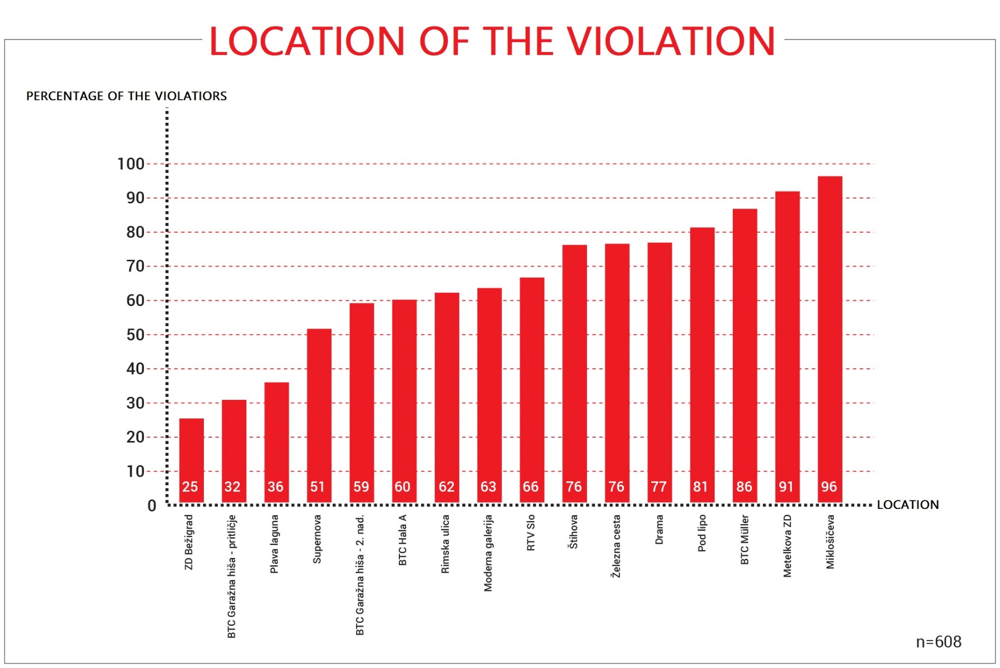 LOCATION OF THE VIOLATION
PERCENTAGE OF THE VIOLATIORS
100
90
80
70
60
50
40
30
20
10
0
25
32
36
51
59
60
62
63
66
76
76
77
81
86
91
96
LOCATION
ZD Bežigrad
BTC Garažna hiša - pritličje
Plava laguna
Supernova
BTC Garažna hiša - 2. nad.
BTC Hala A
Rimska ulica
Moderna galerija
RTV Slo
Štihova
Železna cesta
Drama
Pod lipo
BTC Müller
Metelkova ZD
Miklošičeva
n=608